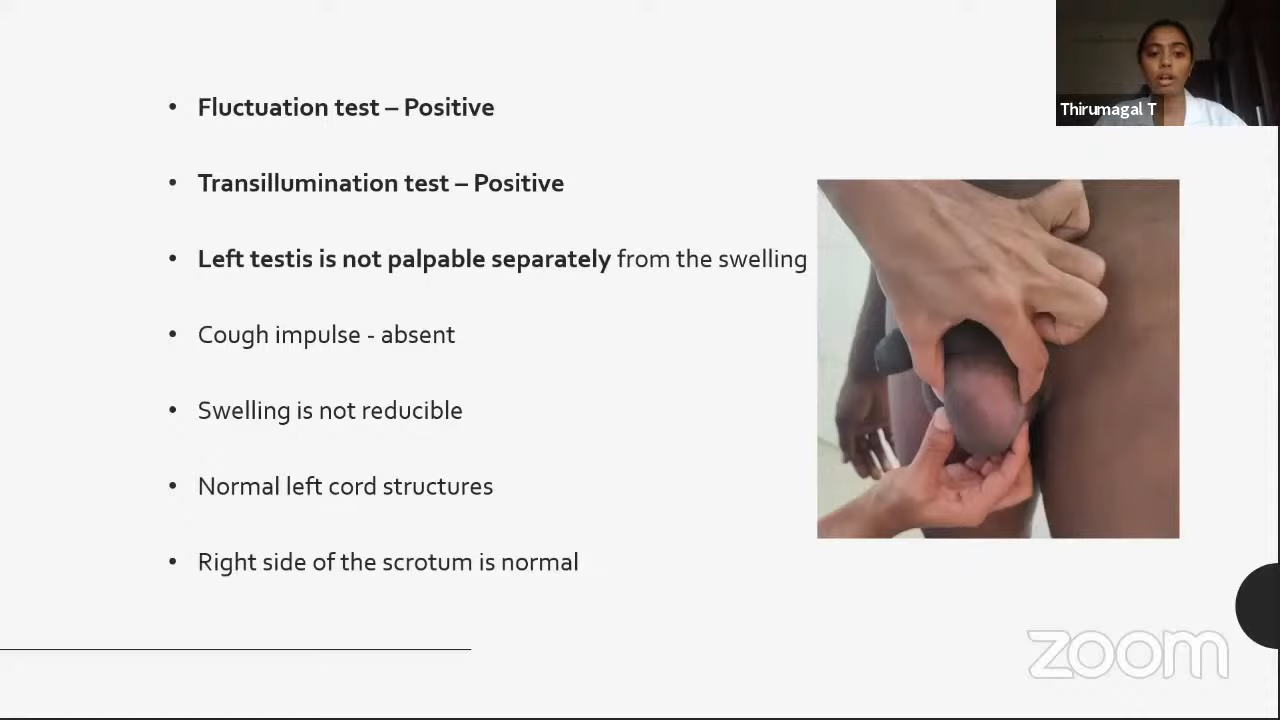 • Fluctuation test – Positive
Thirumagal T
• Transillumination test – Positive
• Left testis is not palpable separately from the swelling
• Cough impulse - absent
• Swelling is not reducible
• Normal left cord structures
• Right side of the scrotum is normal
zoom